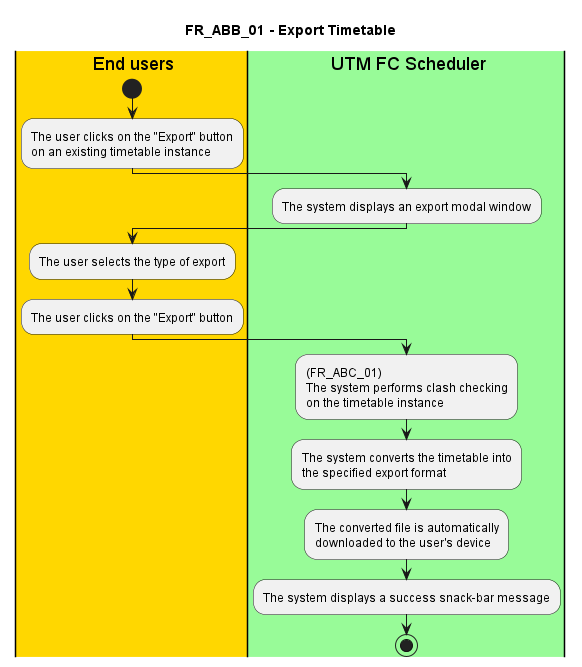 FR_ABB_01 - Export Timetable
End users
UTM FC Scheduler
The user clicks on the "Export" button
on an existing timetable instance
The system displays an export modal window
The user selects the type of export
The user clicks on the "Export" button
(FR_ABC_01)
The system performs clash checking
on the timetable instance
The system converts the timetable into
the specified export format
The converted file is automatically
downloaded to the user's device
The system displays a success snack-bar message